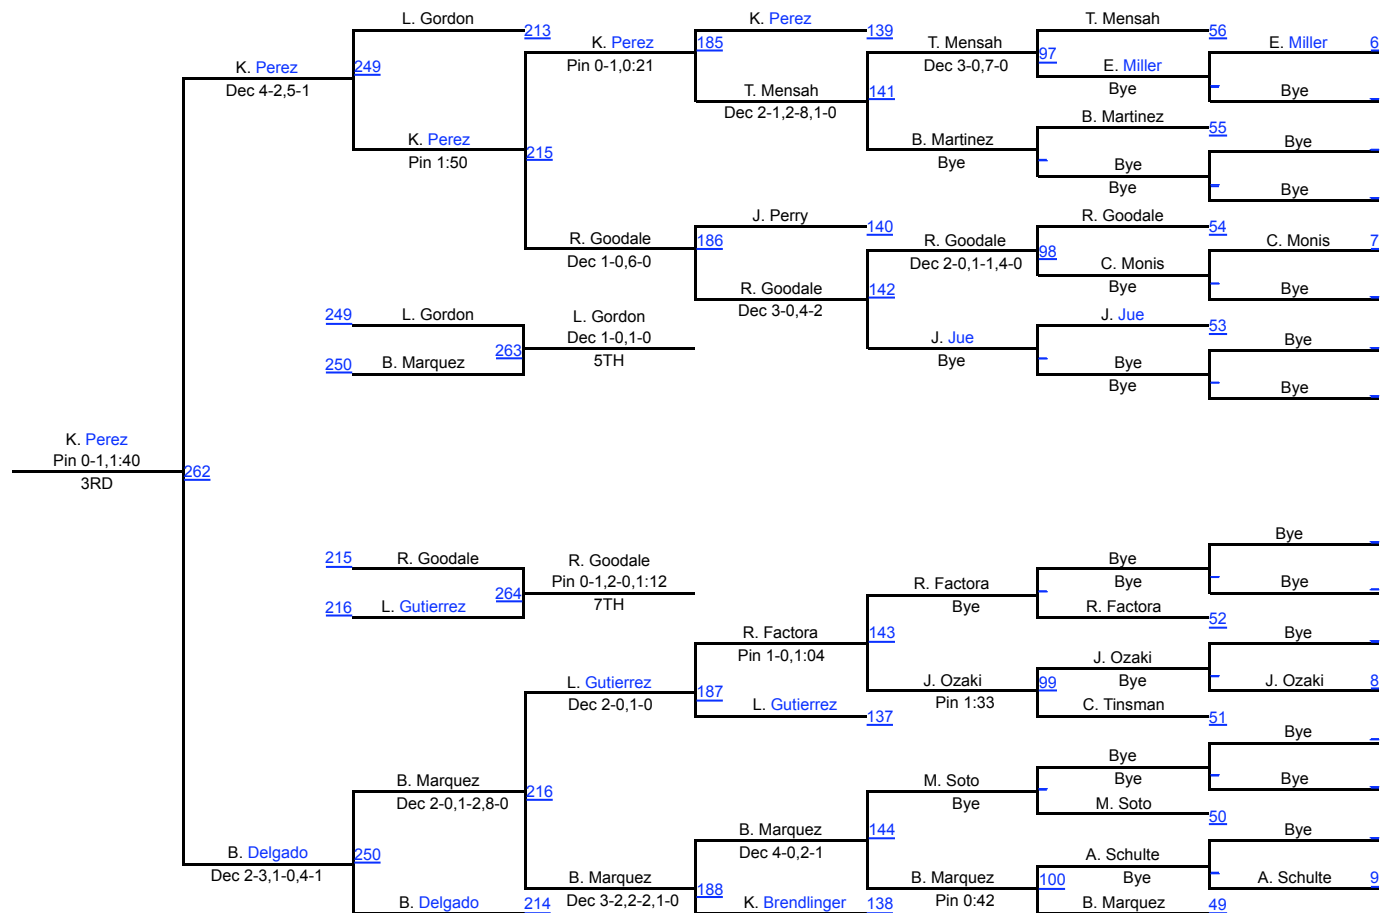 L. Gordon
213
K. Perez
249
Dec 4-2,5-1
K. Perez
Pin 1:50
215
K. Perez
Pin 0-1,0:21
185
K. Perez
139
T. Mensah
Dec 2-1,2-8,1-0
141
T. Mensah
Dec 3-0,7-0
97
T. Mensah
56
E. Miller
Bye
E. Miller
6
Bye
B. Martinez
Bye
B. Martinez
55
Bye
Bye
Bye
Bye
R. Goodale
Dec 1-0,6-0
186
J. Perry
140
R. Goodale
Dec 3-0,4-2
142
R. Goodale
Dec 2-0,1-1,4-0
98
R. Goodale
54
C. Monis
Bye
C. Monis
7
Bye
J. Jue
Bye
J. Jue
53
Bye
Bye
Bye
Bye
249
L. Gordon
250
B. Marquez
263
L. Gordon
Dec 1-0,1-0
5TH
K. Perez
Pin 0-1,1:40
3RD
262
215
R. Goodale
216
L. Gutierrez
264
R. Goodale
Pin 0-1,2-0,1:12
7TH
R. Factora
Pin 1-0,1:04
143
R. Factora
Bye
Bye
Bye
Bye
Bye
R. Factora
52
L. Gutierrez
Dec 2-0,1-0
187
L. Gutierrez
137
J. Ozaki
Pin 1:33
99
J. Ozaki
Bye
Bye
J. Ozaki
8
C. Tinsman
51
B. Marquez
Dec 2-0,1-2,8-0
216
M. Soto
Bye
Bye
Bye
Bye
Bye
M. Soto
50
B. Marquez
Dec 4-0,2-1
144
B. Delgado
Dec 2-3,1-0,4-1
250
B. Marquez
Dec 3-2,2-2,1-0
188
B. Marquez
Pin 0:42
100
A. Schulte
Bye
Bye
A. Schulte
9
B. Delgado
214
K. Brendlinger
138
B. Marquez
49